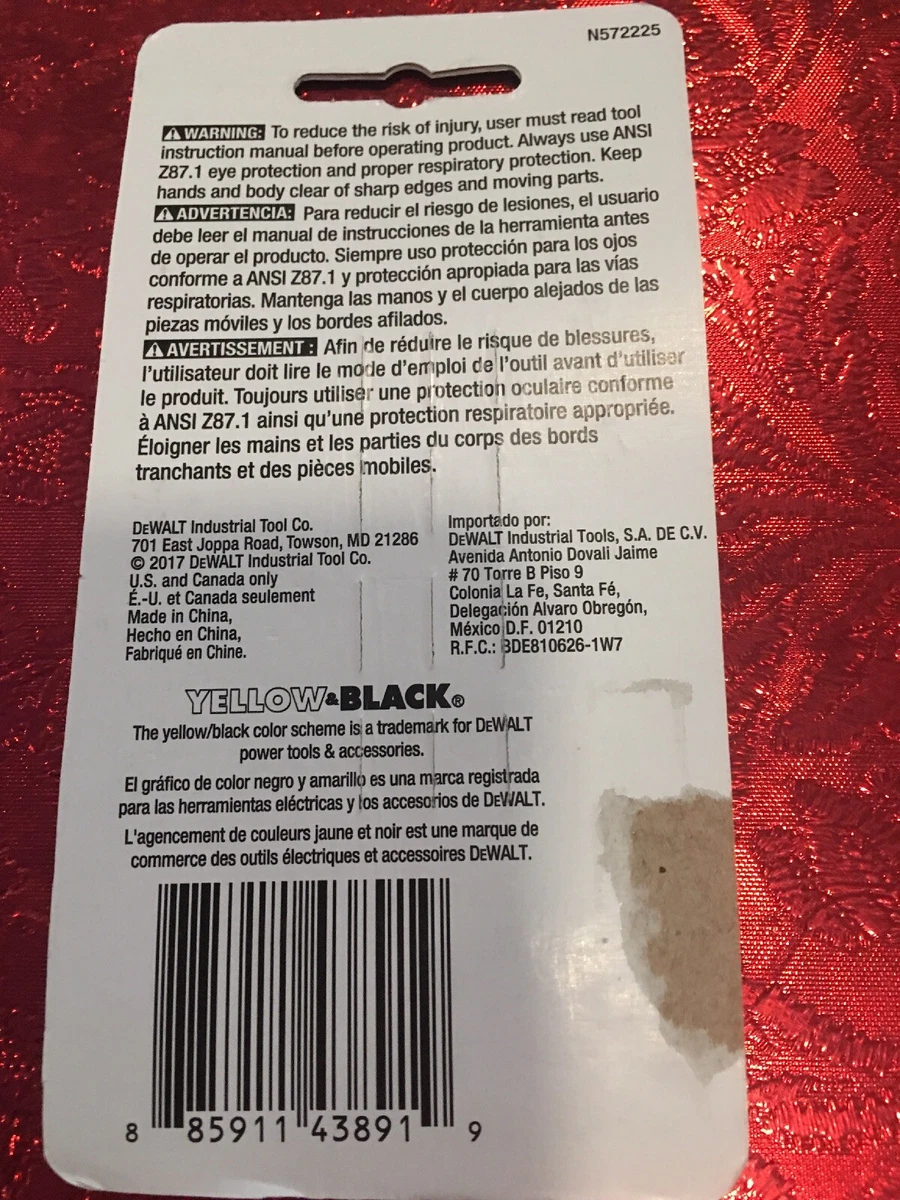 N572225
WARNING: To reduce the risk of injury, user must read tool
instruction manual before operating product. Always use ANSI
Z87.1 eye protection and proper respiratory protection. Keep
hands and body clear of sharp edges and moving parts.
ADVERTENCIA: Para reducir el riesgo de lesiones, el usuario
debe leer el manual de instrucciones de la herramienta antes
de operar el producto. Siempre uso protección para los ojos
conforme a ANSI Z87.1 y protección apropiada para las vías
respiratorias. Mantenga las manos y el cuerpo alejados de las
piezas móviles y los bordes afilados.
AVERTISSEMENT : Afin de réduire le risque de blessures,
l'utilisateur doit lire le mode d'emploi de l'outil avant d'utiliser
le produit. Toujours utiliser une protection oculaire conforme
à ANSI Z87.1 ainsi qu'une protection respiratoire appropriée.
Éloigner les mains et les parties du corps des bords
tranchants et des pièces mobiles.
DEWALT Industrial Tool Co.
701 East Joppa Road, Towson, MD 21286
© 2017 DEWALT Industrial Tool Co.
U.S. and Canada only
É.-U. et Canada seulement
Made in China,
Hecho en China,
Fabriqué en Chine.
Importado por:
DEWALT Industrial Tools, S.A. DE C.V.
Avenida Antonio Dovali Jaime
# 70 Torre B Piso 9
Colonia La Fe, Santa Fé,
Delegación Alvaro Obregón,
México D.F. 01210
R.F.C.: BDE810626-1W7
YELLOW&BLACK®
The yellow/black color scheme is a trademark for DEWALT
power tools & accessories.
El gráfico de color negro y amarillo es una marca registrada
para las herramientas eléctricas y los accesorios de DEWALT.
L'agencement de couleurs jaune et noir est une marque de
commerce des outils électriques et accessoires DEWALT.
8 85911 43891 9